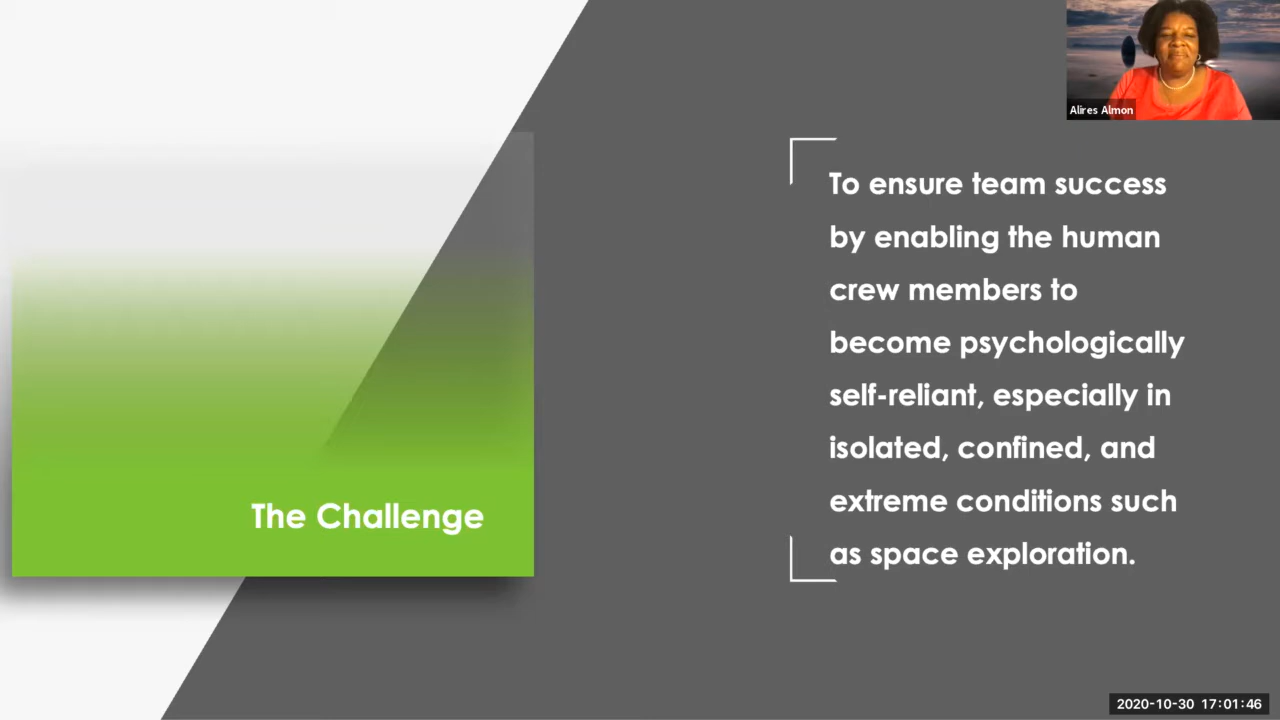 Alires Almon
To ensure team success
by enabling the human
crew members to
become psychologically
self-reliant, especially in
isolated, confined, and
extreme conditions such
as space exploration.
The Challenge
2020-10-30 17:01:46